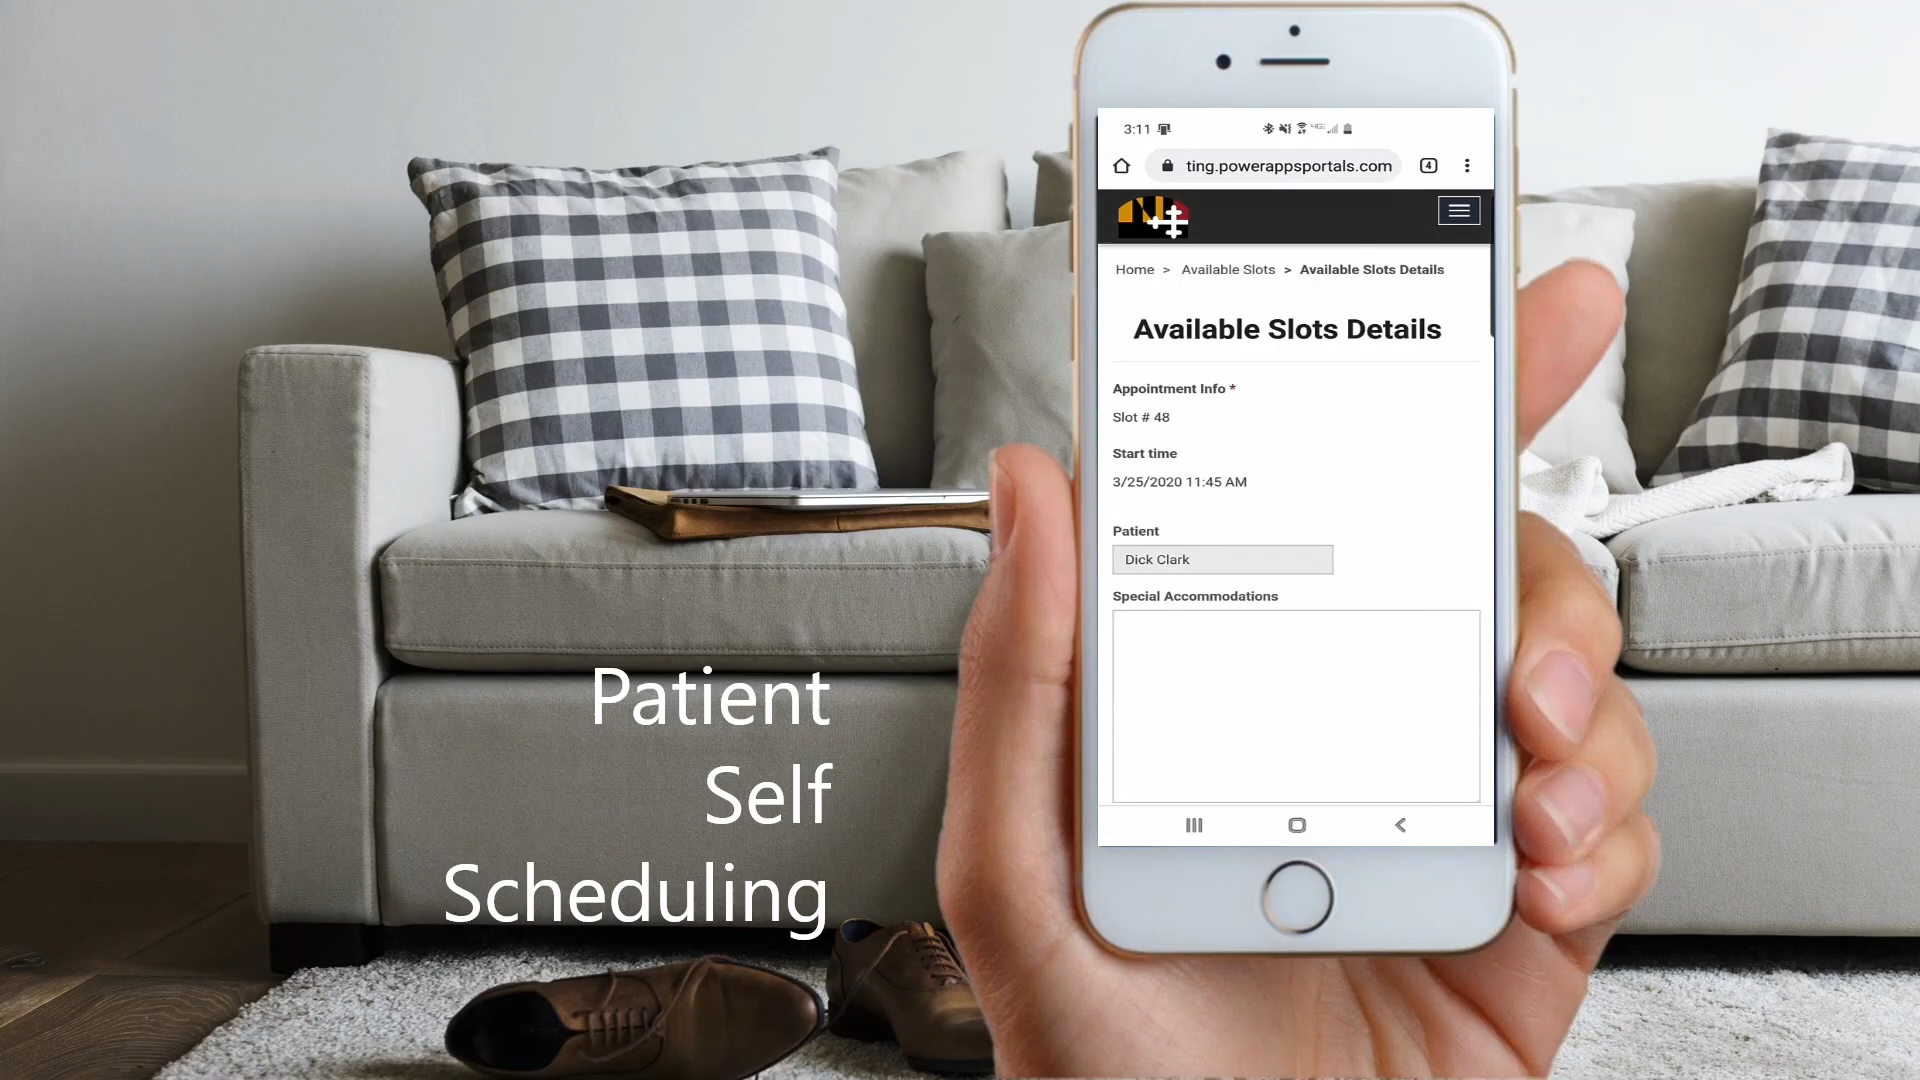 3:11
ting.powerappsportals.com
4
Home > Available Slots > Available Slots Details
Available Slots Details
Appointment Info *
Slot # 48
Start time
3/25/2020 11:45 AM
Patient
Dick Clark
Special Accommodations
Patient
Self
Scheduling